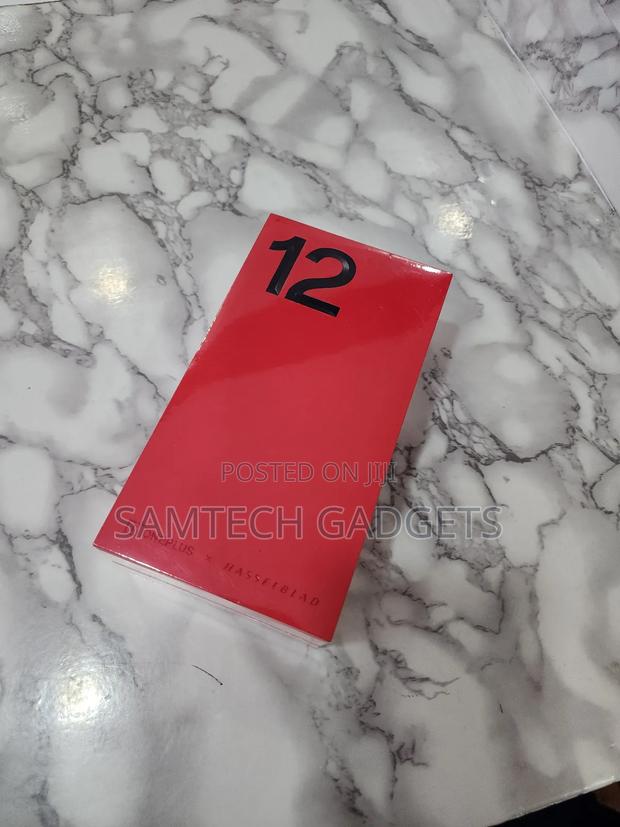 12
POSTED ON JIJI
SAMTECH GADGETS
ONEPLUS × HASSELBLAD